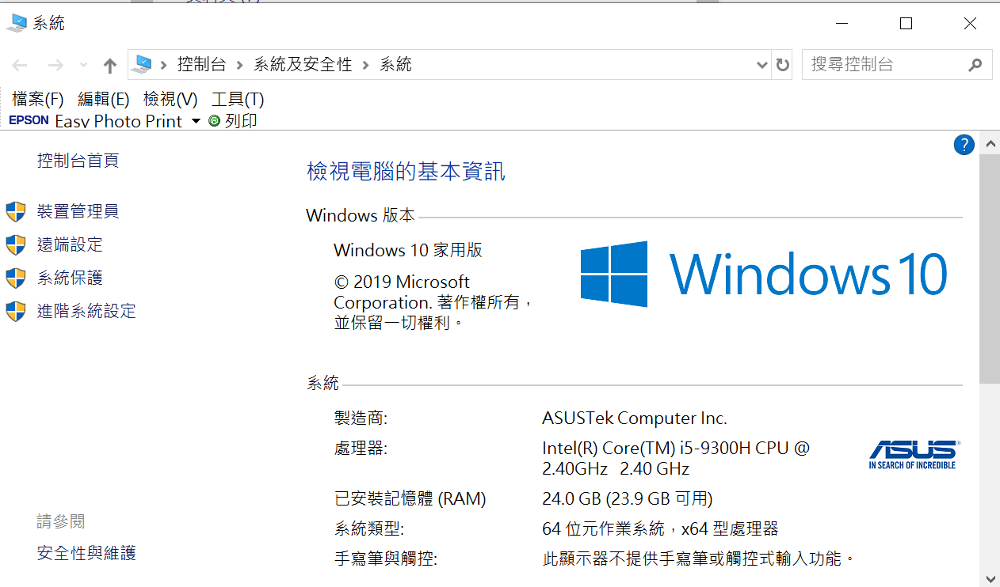 系統
控制台 > 系統及安全性 > 系統
搜尋控制台
檔案(F) 編輯(E) 檢視(V) 工具(T)
EPSON Easy Photo Print 列印
控制台首頁
裝置管理員
遠端設定
系統保護
進階系統設定
請參閱
安全性與維護
?
檢視電腦的基本資訊
Windows 版本
Windows 10 家用版
© 2019 Microsoft
Corporation. 著作權所有，
並保留一切權利。
Windows 10
系統
製造商: ASUSTek Computer Inc.
處理器: Intel(R) Core(TM) i5-9300H CPU @
2.40GHz 2.40 GHz
ASUS
IN SEARCH OF INCREDIBLE
已安裝記憶體 (RAM) 24.0 GB (23.9 GB 可用)
系統類型: 64 位元作業系統，x64 型處理器
手寫筆與觸控: 此顯示器不提供手寫筆或觸控式輸入功能。